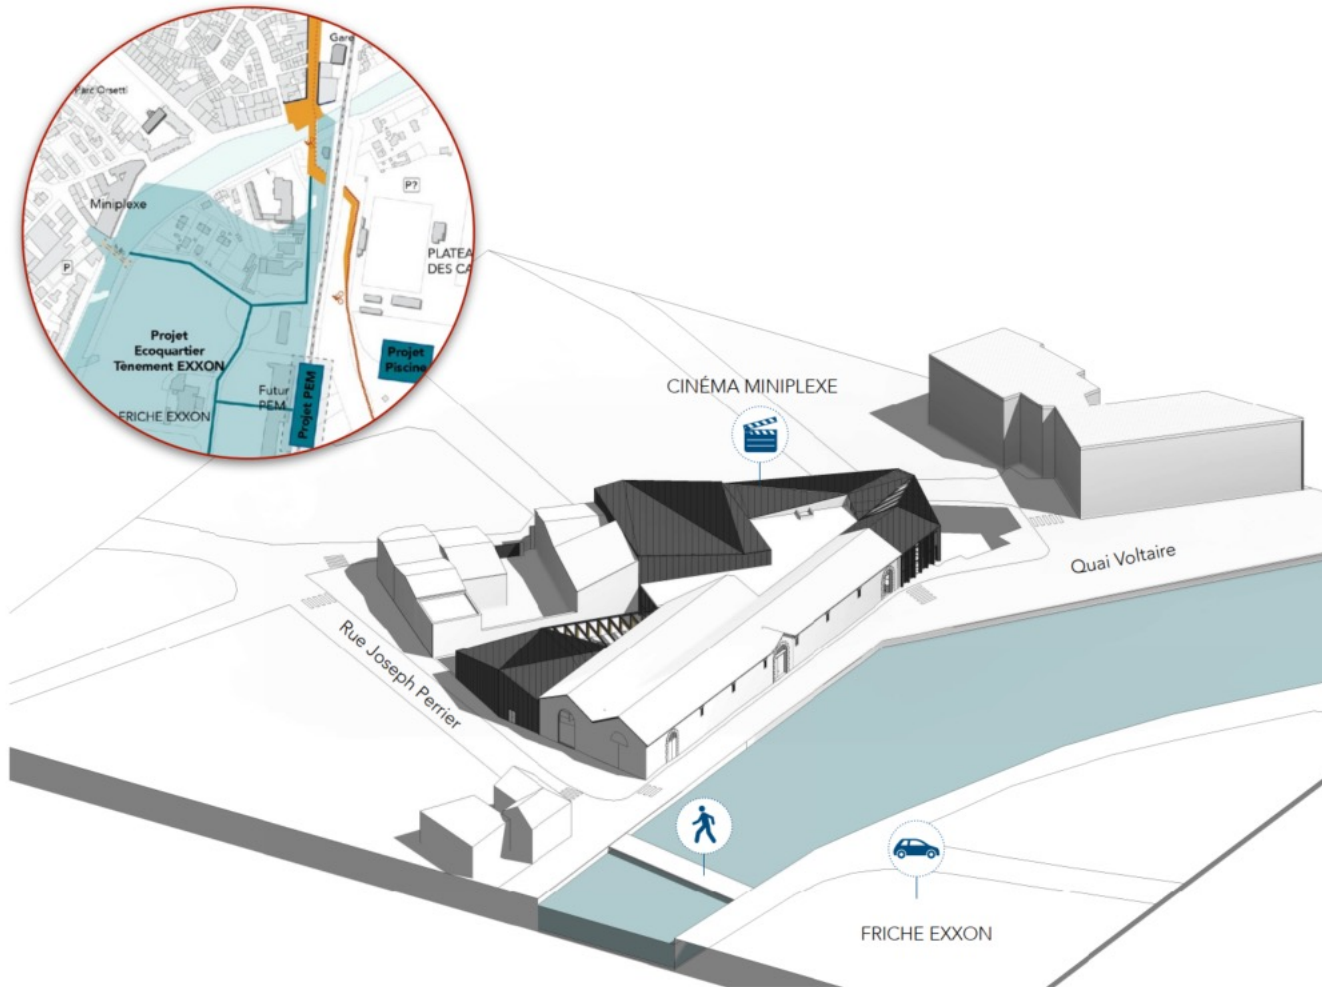 Gare
Parc Orsetti
P?
Miniplexe
PLATEA
DES CA
P
Projet
Ecoquartier
Tènement EXXON
Projet
Piscine
Futur
PEM
Projet PEM
FRICHE EXXON
CINÉMA MINIPLEXE
Quai Voltaire
Rue Joseph Perrier
FRICHE EXXON